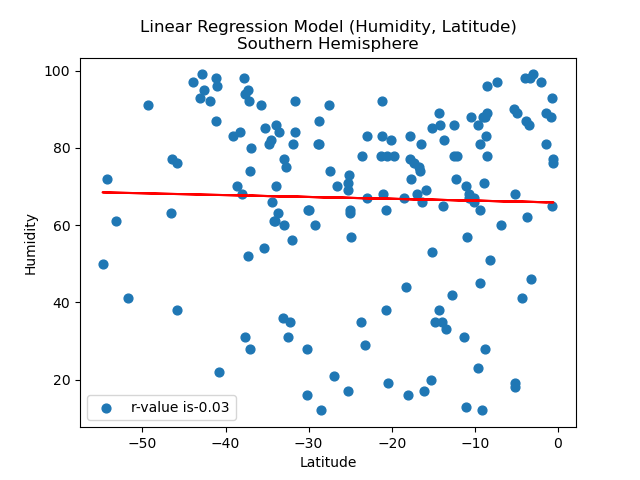 Linear Regression Model (Humidity, Latitude)
Southern Hemisphere
Humidity
100
80
60
40
20
r-value is-0.03
−50
−40
−30
−20
−10
0
Latitude